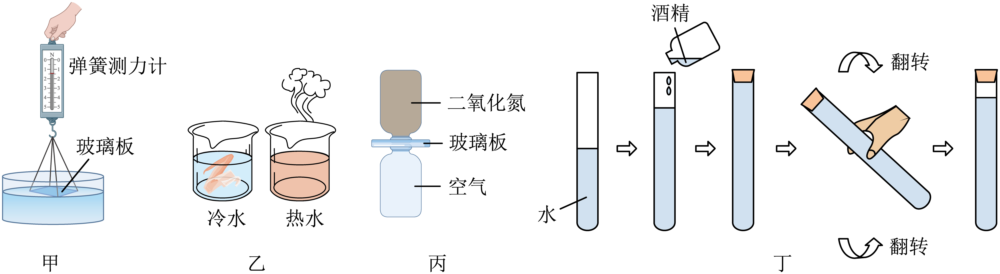 弹簧测力计
N
0 0
1 1
2 2
3 3
4 4
5 5
玻璃板
甲
冷水
热水
乙
二氧化氮
玻璃板
空气
丙
酒精
水
翻转
翻转
丁